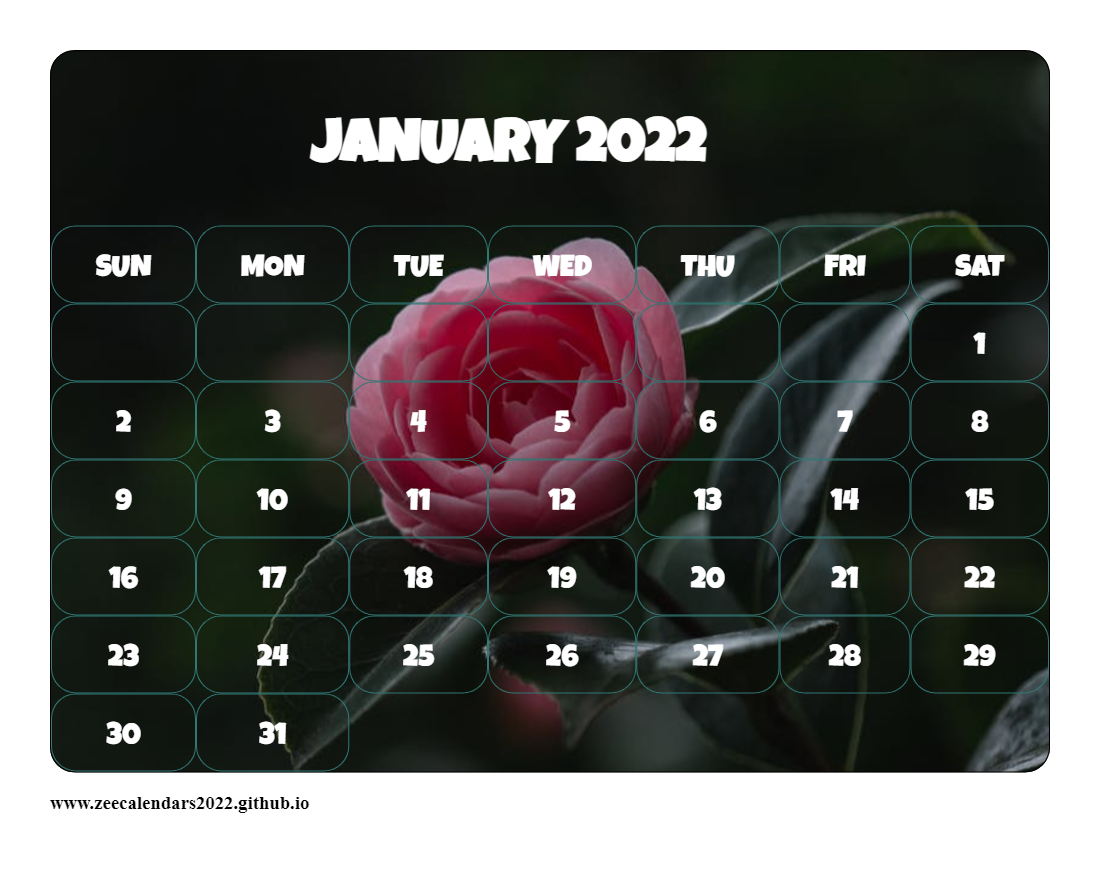 JANUARY 2022
SUN MON TUE WED THU FRI SAT
1
2 3 4 5 6 7 8
9 10 11 12 13 14 15
16 17 18 19 20 21 22
23 24 25 26 27 28 29
30 31
www.zeecalendars2022.github.io